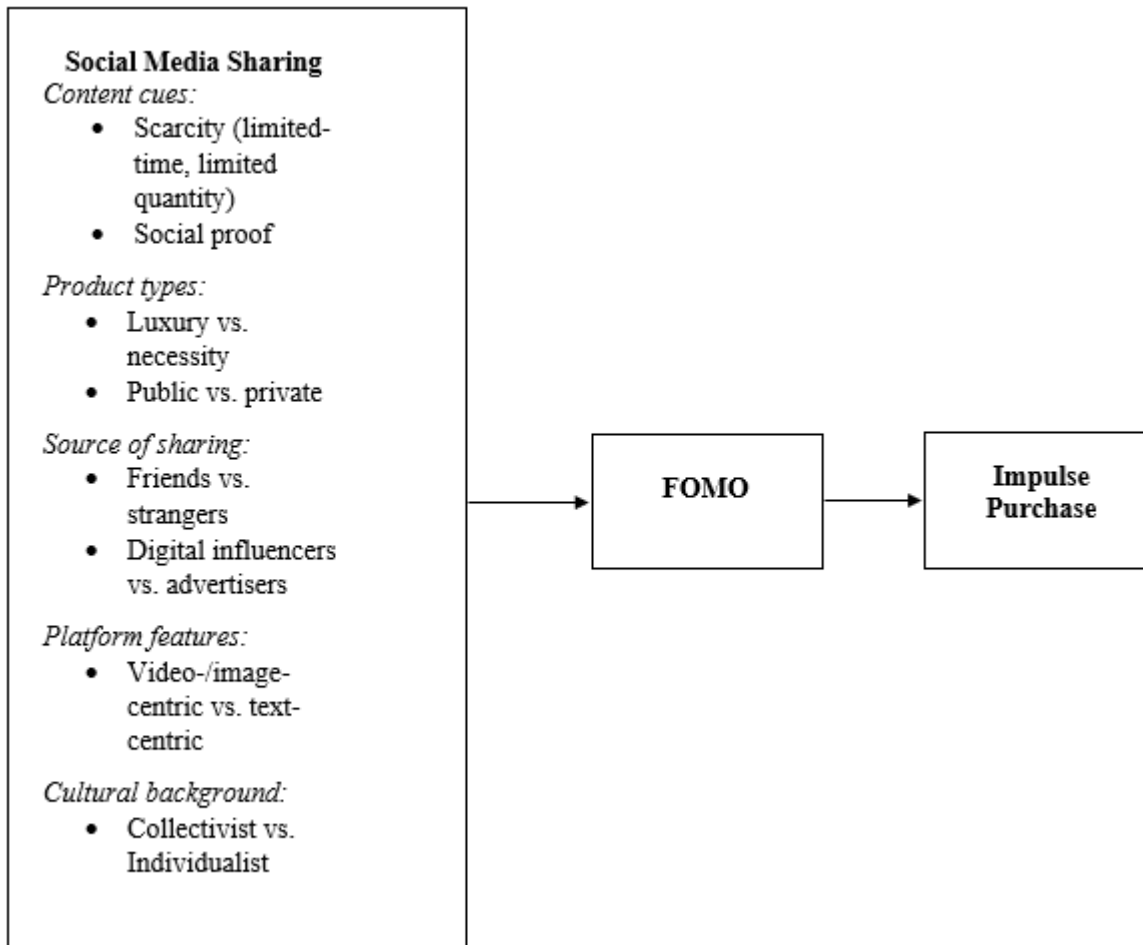 Social Media Sharing
Content cues:
• Scarcity (limited-
time, limited
quantity)
• Social proof
Product types:
• Luxury vs.
necessity
• Public vs. private
Source of sharing:
• Friends vs.
strangers
• Digital influencers
vs. advertisers
Platform features:
• Video-/image-
centric vs. text-
centric
Cultural background:
• Collectivist vs.
Individualist
FOMO
Impulse
Purchase